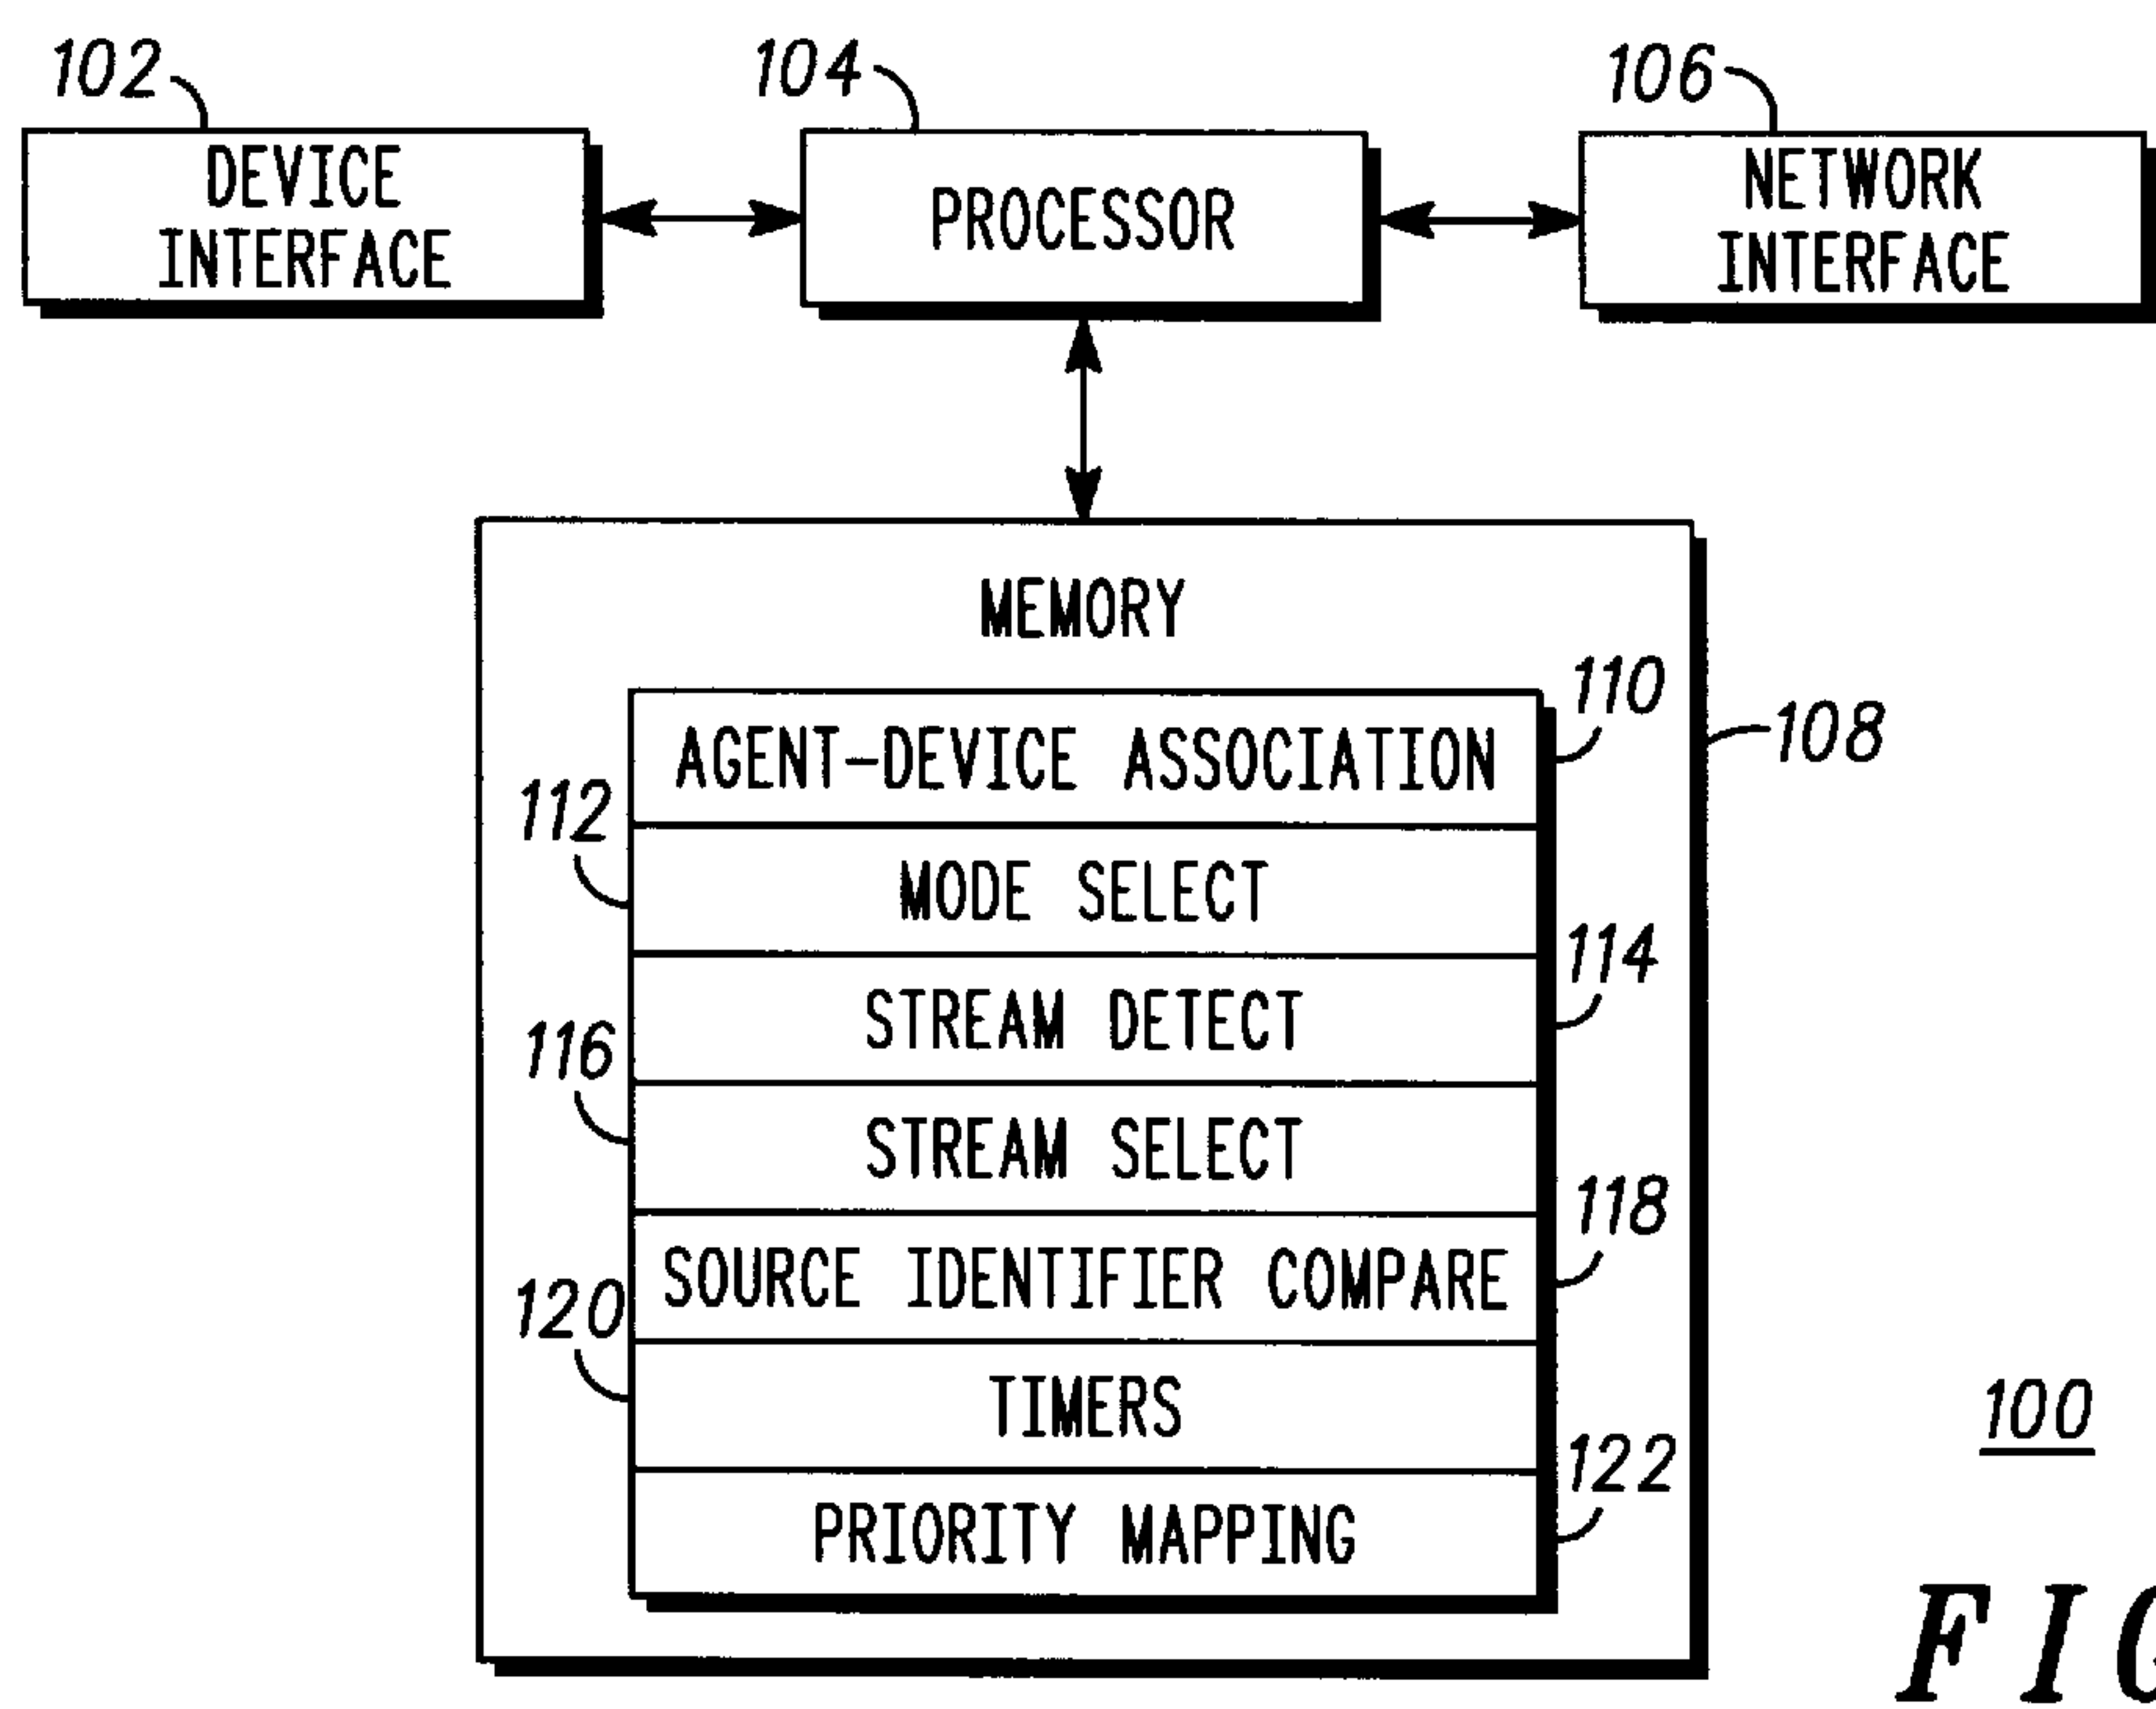 102
104
106
DEVICE
INTERFACE
PROCESSOR
NETWORK
INTERFACE
MEMORY
110
AGENT-DEVICE ASSOCIATION
108
112
MODE SELECT
114
STREAM DETECT
116
STREAM SELECT
118
SOURCE IDENTIFIER COMPARE
120
TIMERS
100
122
PRIORITY MAPPING
FIG